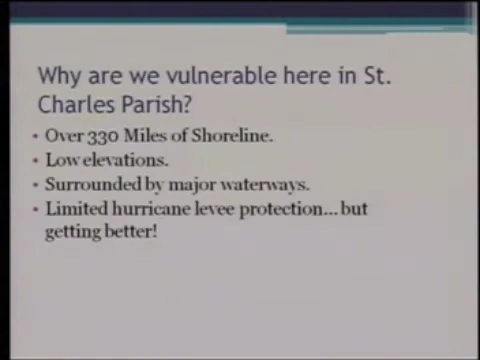 Why are we vulnerable here in St.
Charles Parish?
• Over 330 Miles of Shoreline.
• Low elevations.
• Surrounded by major waterways.
• Limited hurricane levee protection... but
getting better!